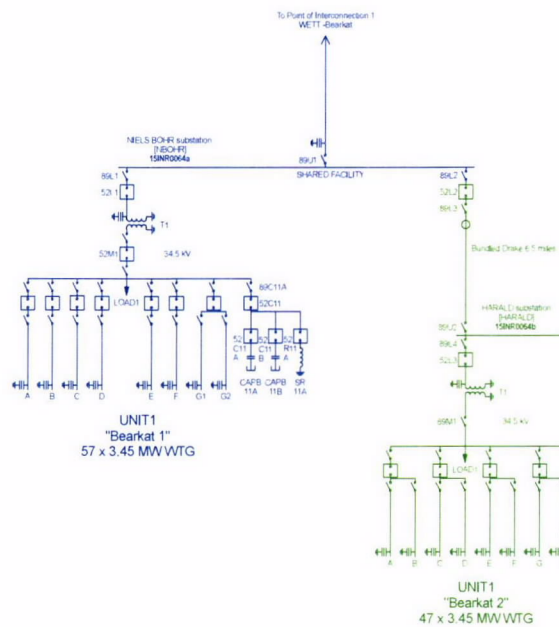 To Point of Interconnection 1
WETT -Bearkat
NIELS BOHR substation
[NBOHR]
15INR0064a
89U1
SHARED FACILITY
89L1
52L1
T1
52M1
34.5 kV
LOAD1
89C11A
52C11
52
C11
A
52
C11
B
52
R11
A
CAPB
11A
CAPB
11B
SR
11A
A
B
C
D
E
F
G1
G2
UNIT1
"Bearkat 1"
57 x 3.45 MW WTG
89L2
52L2
89L3
Bundled Drake 6.5 miles
HARALD substation
[HARALD]
15INR0064b
89L4
52L3
T1
89M1
34.5 kV
LOAD1
A
B
C
D
E
F
G
UNIT1
"Bearkat 2"
47 x 3.45 MW WTG